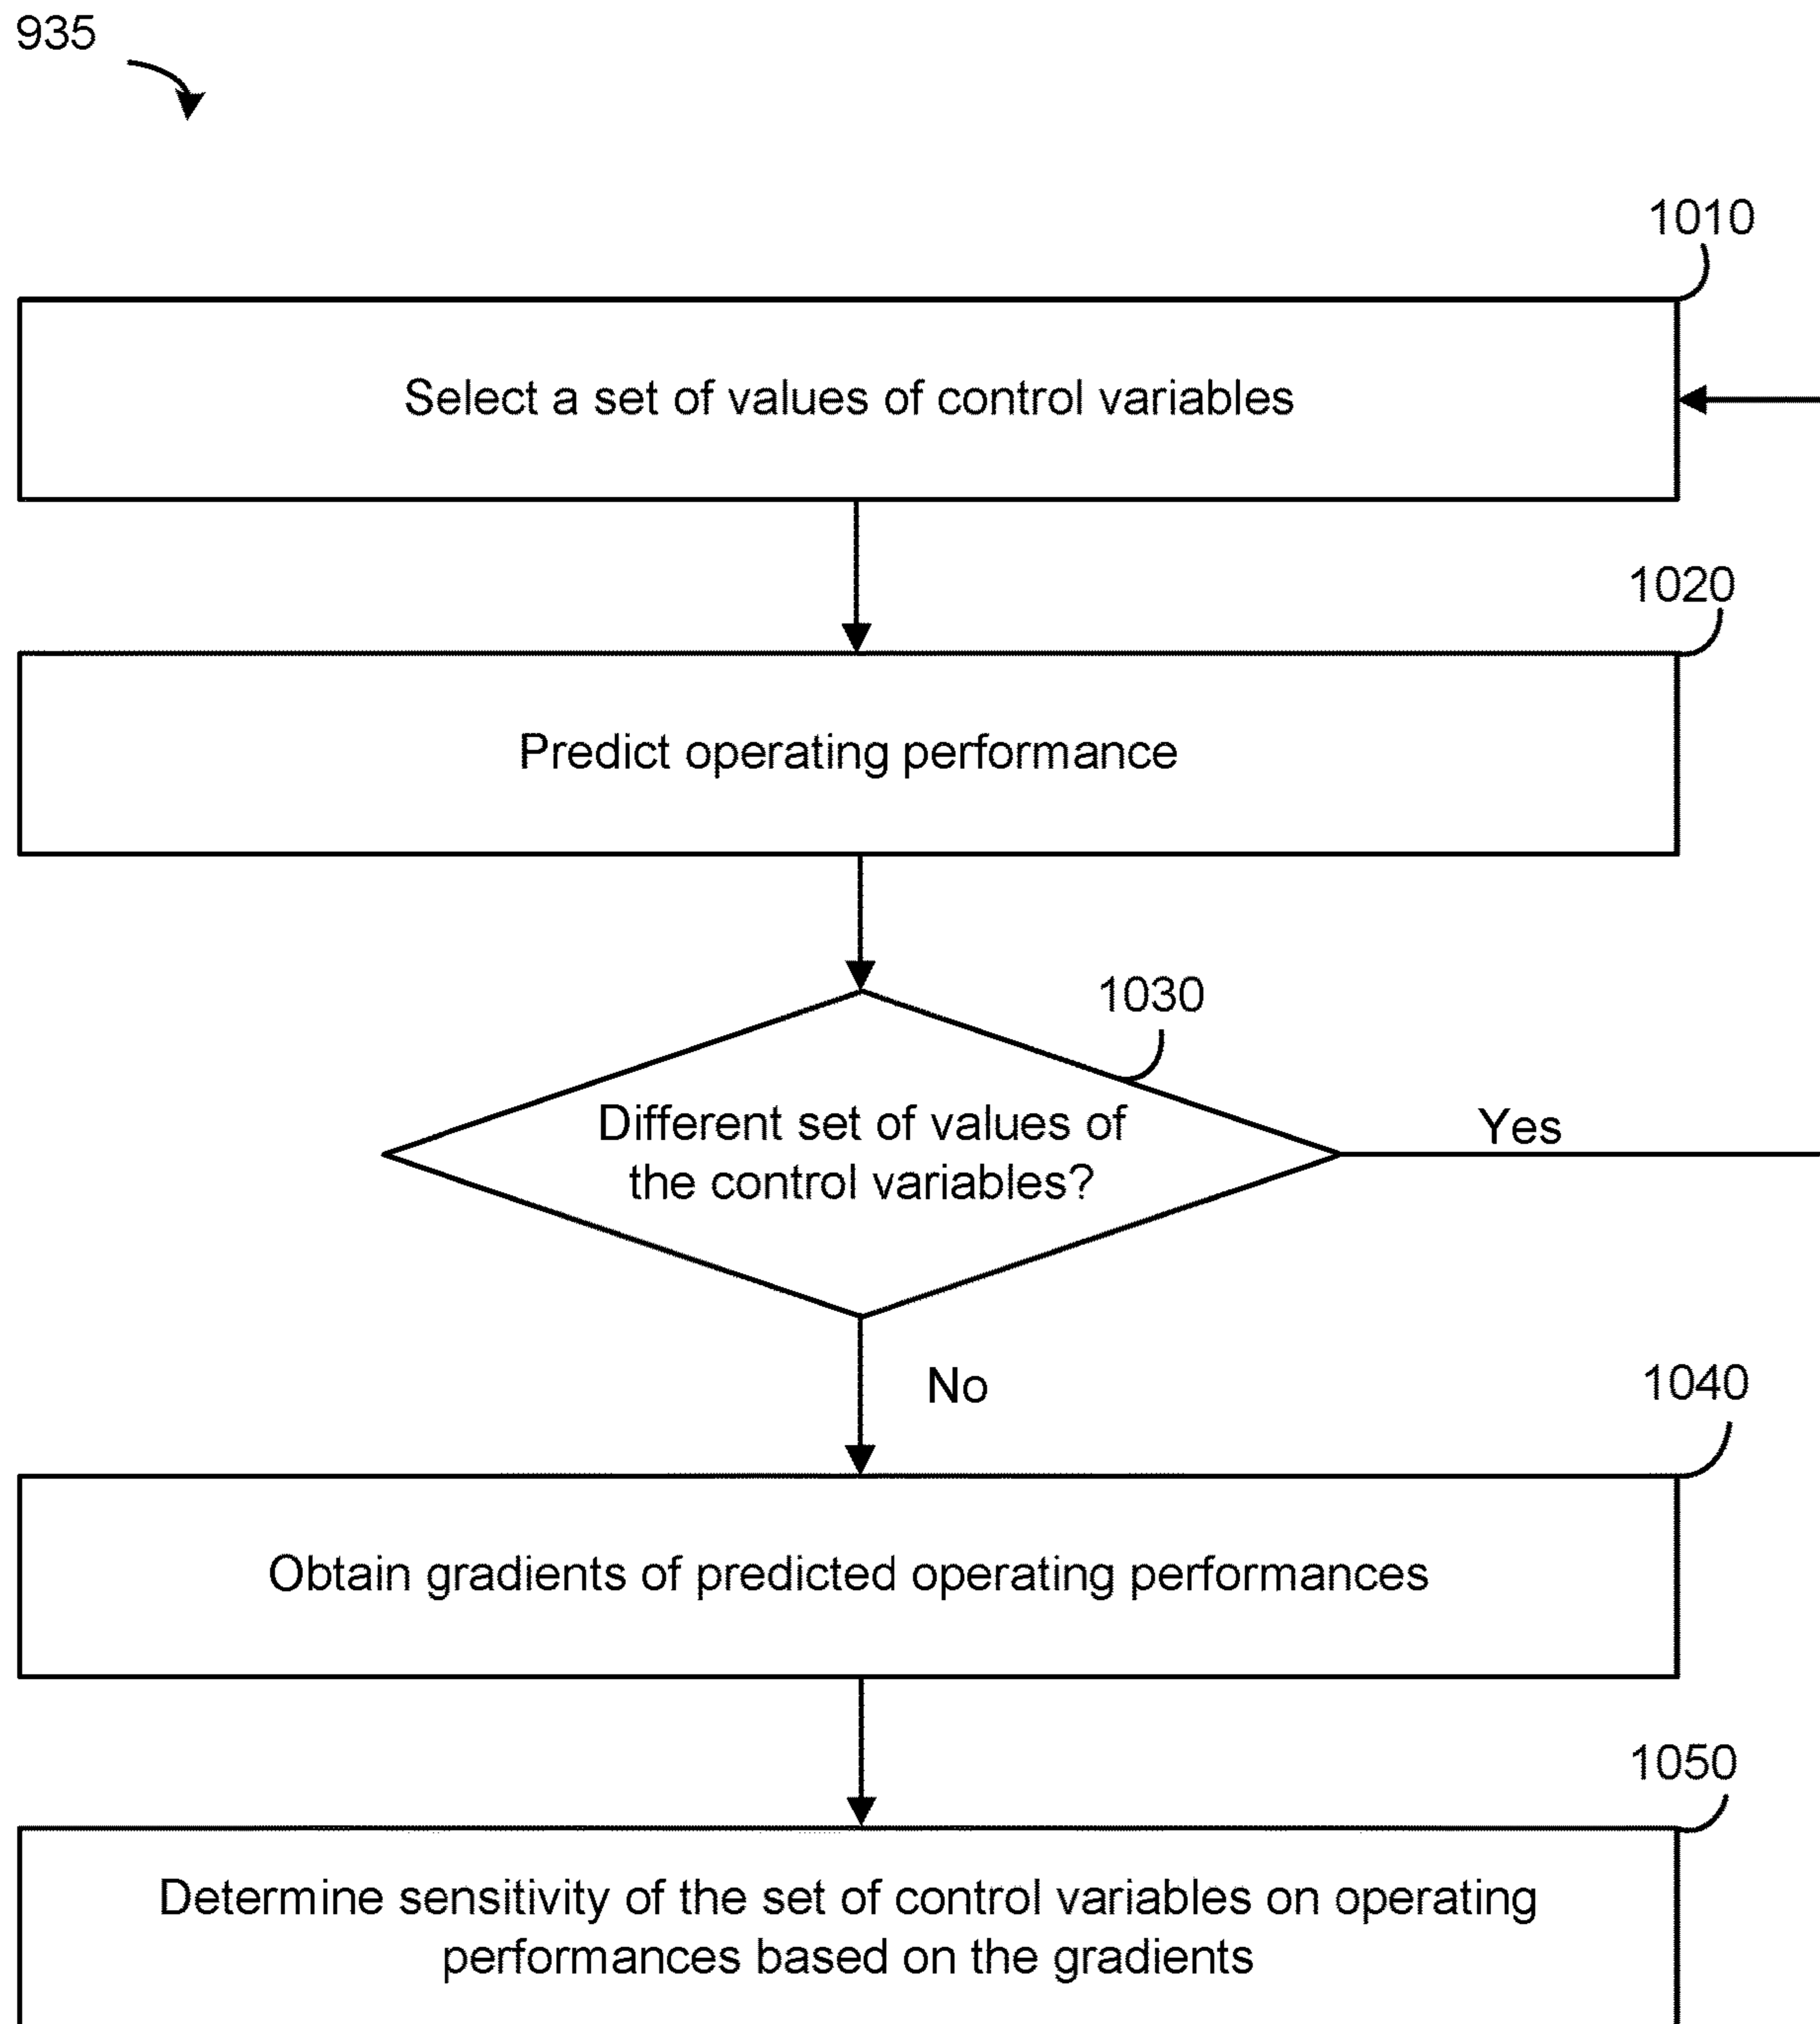 935
1010
Select a set of values of control variables
1020
Predict operating performance
1030
Different set of values of
the control variables?
Yes
No
1040
Obtain gradients of predicted operating performances
1050
Determine sensitivity of the set of control variables on operating
performances based on the gradients